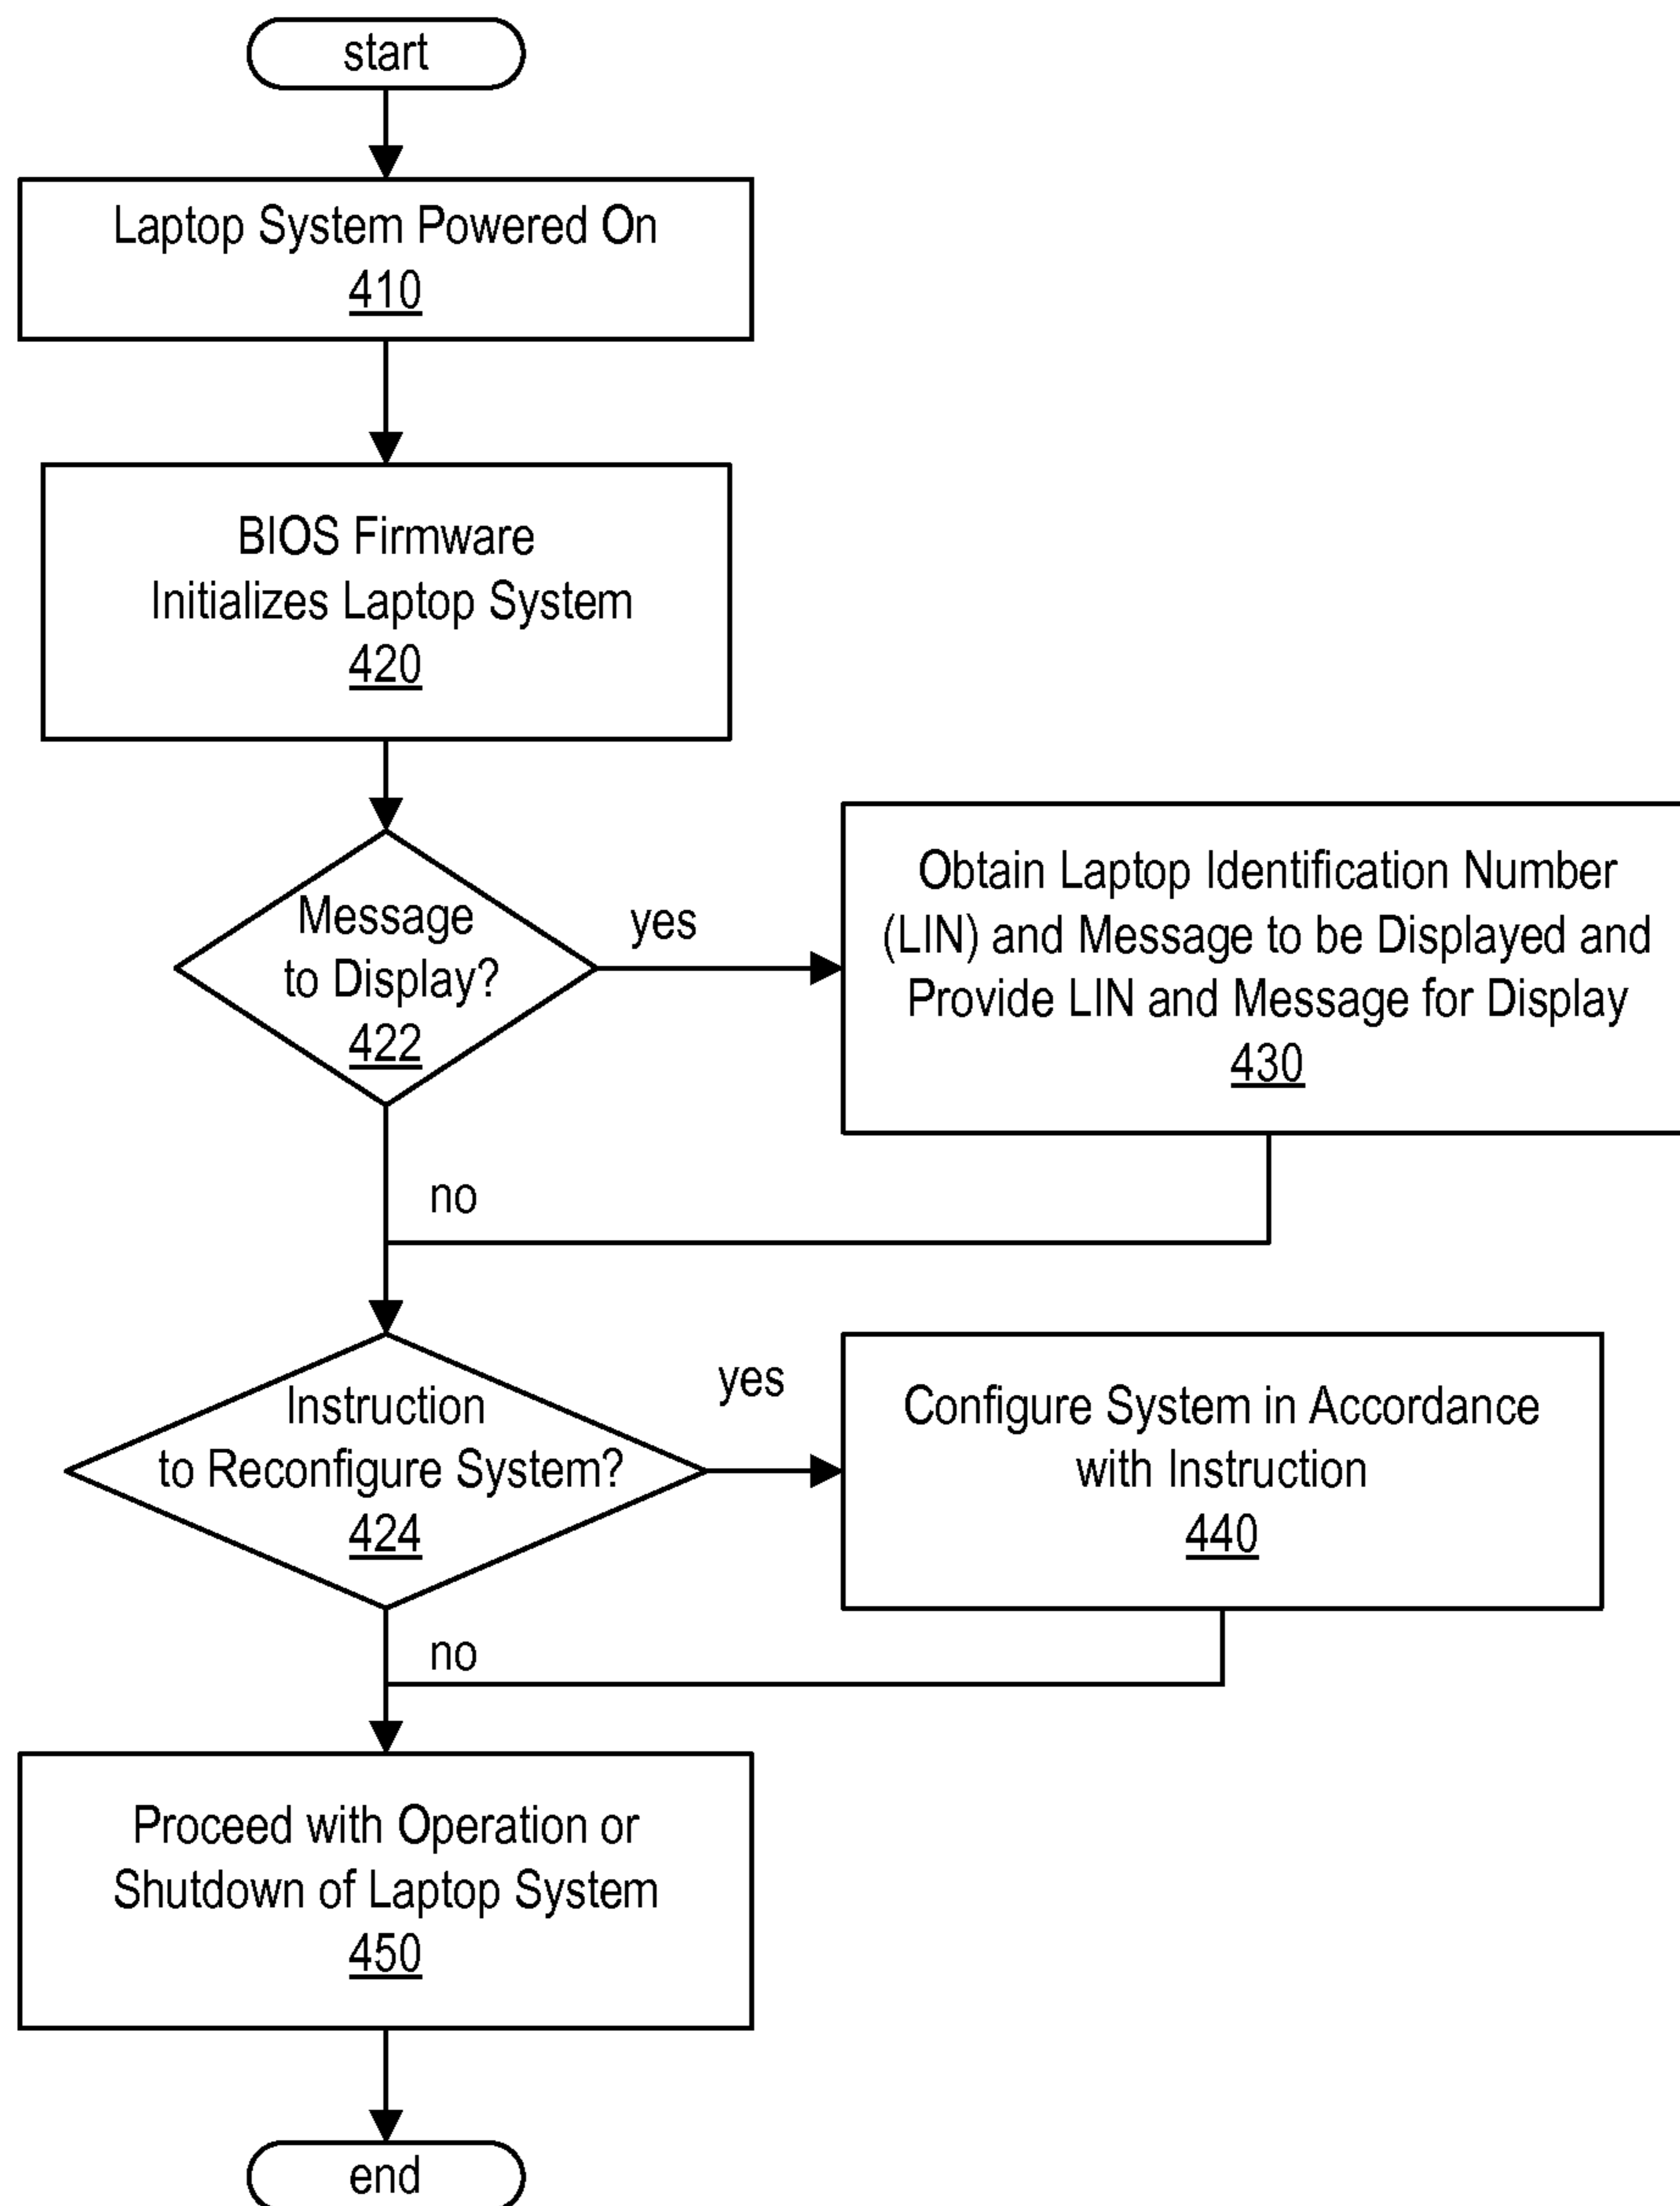 start
Laptop System Powered On
410
BIOS Firmware
Initializes Laptop System
420
Message
to Display?
422
yes
Obtain Laptop Identification Number
(LIN) and Message to be Displayed and
Provide LIN and Message for Display
430
no
Instruction
to Reconfigure System?
424
yes
Configure System in Accordance
with Instruction
440
no
Proceed with Operation or
Shutdown of Laptop System
450
end